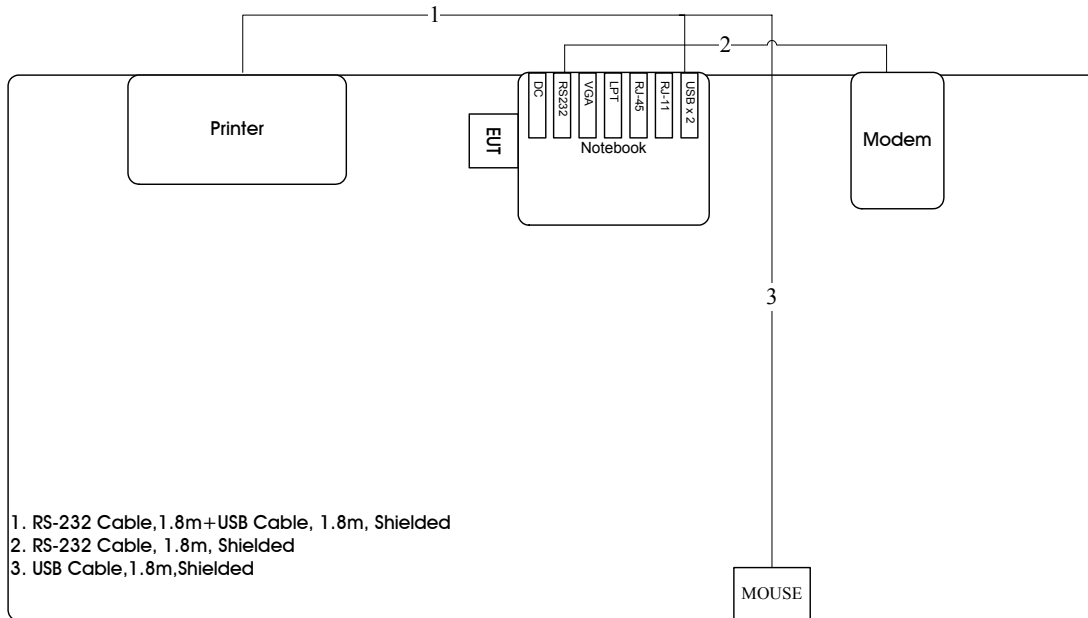 1
2
Printer
EUT
DC
RS232
VGA
LPT
RJ-45
RJ-11
USB x 2
Notebook
Modem
3
1. RS-232 Cable,1.8m+USB Cable, 1.8m, Shielded
2. RS-232 Cable, 1.8m, Shielded
3. USB Cable,1.8m,Shielded
MOUSE